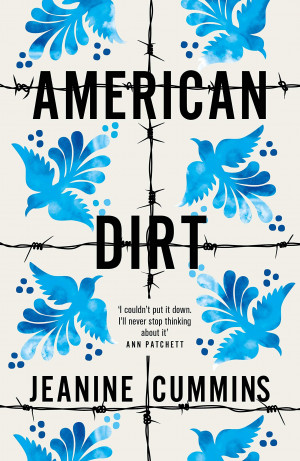 AMERICAN
DIRT
‘I couldn’t put it down.
I’ll never stop thinking
about it’
ANN PATCHETT
JEANINE CUMMINS